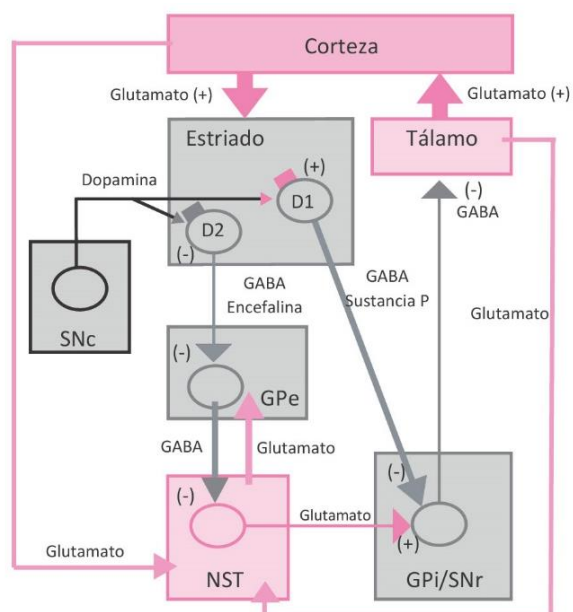 Corteza
Glutamato (+)
Glutamato (+)
Estriado
Tálamo
Dopamina
(+)
D1
(-)
GABA
D2
(-)
GABA
Encefalina
GABA
Sustancia P
Glutamato
SNc
(-)
GPe
GABA
Glutamato
(-)
(-)
Glutamato
(+)
Glutamato
NST
GPi/SNr